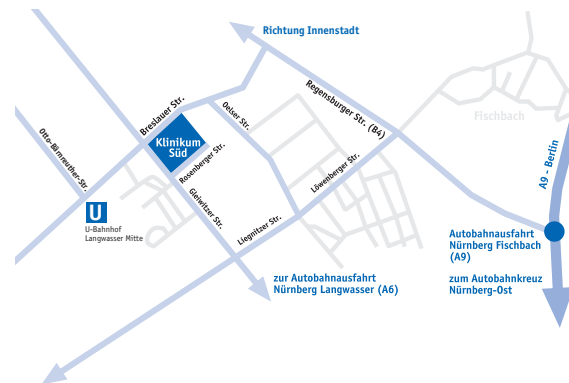 Richtung Innenstadt
Breslauer Str.
Oelser Str.
Regensburger Str. (B4)
Fischbach
Klinikum
Süd
Rosenberger Str.
Otto-Bärnreuther-Str.
Löwenberger Str.
A9 - Berlin
Gleiwitzer Str.
U
U-Bahnhof
Langwasser Mitte
Liegnitzer Str.
Autobahnausfahrt
Nürnberg Fischbach
(A9)
zur Autobahnausfahrt
Nürnberg Langwasser (A6)
zum Autobahnkreuz
Nürnberg-Ost